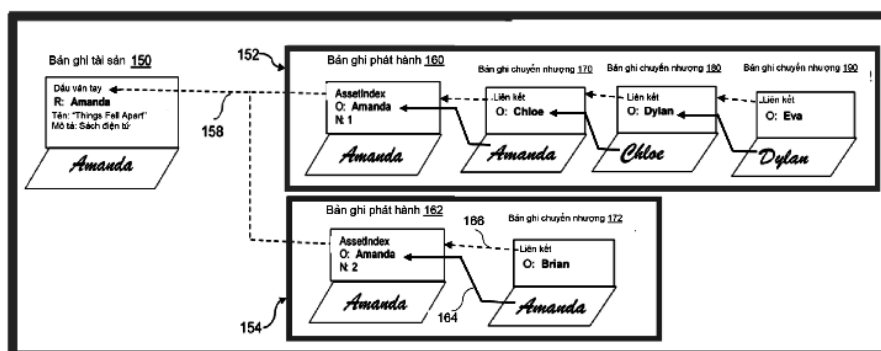 Bản ghi tài sản 150
Dấu vân tay
R: Amanda
Tên: "Things Fall Apart"
Mô tả: Sách điện tử
Amanda
158
152
Bản ghi phát hành 160
AssetIndex
O: Amanda
N: 1
Amanda
Bản ghi chuyển nhượng 170
Liên kết
O: Chloe
Amanda
Bản ghi chuyển nhượng 180
Liên kết
O: Dylan
Chloe
Bản ghi chuyển nhượng 190
Liên kết
O: Eva
Dylan
154
Bản ghi phát hành 162
AssetIndex
O: Amanda
N: 2
Amanda
166
164
Bản ghi chuyển nhượng 172
Liên kết
O: Brian
Amanda